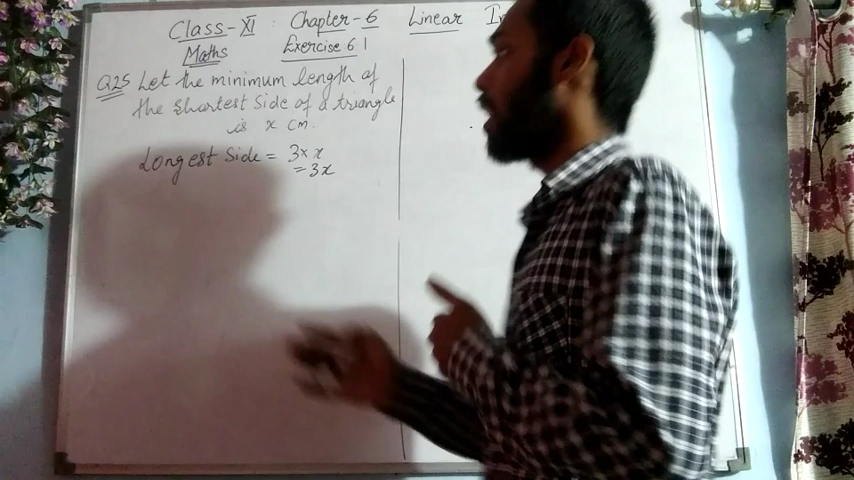 Class-XI : Chapter-6 Linear
Maths Exercise 6.1
Q25 Let the minimum length of
the shortest side of a triangle
is x cm.
Longest Side = 3× x
= 3x